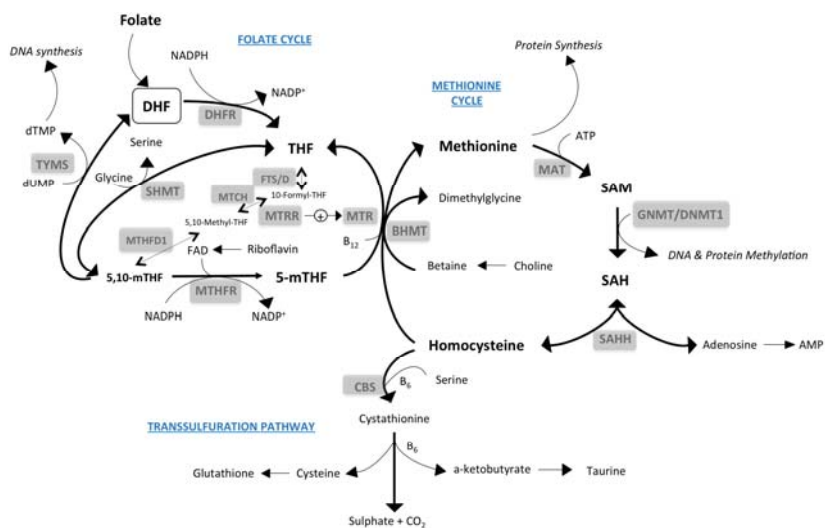 Folate
FOLATE CYCLE
DNA synthesis
NADPH
Protein Synthesis
METHIONINE
CYCLE
DHF
NADP⁺
DHFR
dTMP
Serine
THF
Methionine
ATP
TYMS
MAT
FTS/D
Glycine
dUMP
SHMT
MTCH
10-Formyl-THF
SAM
Dimethylglycine
MTRR
+
MTR
GNMT/DNMT1
5,10-Methyl-THF
BHMT
MTHFD1
B₁₂
FAD
Riboflavin
DNA & Protein Methylation
5,10-mTHF
5-mTHF
Betaine
Choline
SAH
MTHFR
NADPH
NADP⁺
Homocysteine
SAHH
Adenosine
AMP
CBS
B₆
Serine
Cystathionine
TRANSSULFURATION PATHWAY
B₆
Glutathione
Cysteine
a-ketobutyrate
Taurine
Sulphate + CO₂